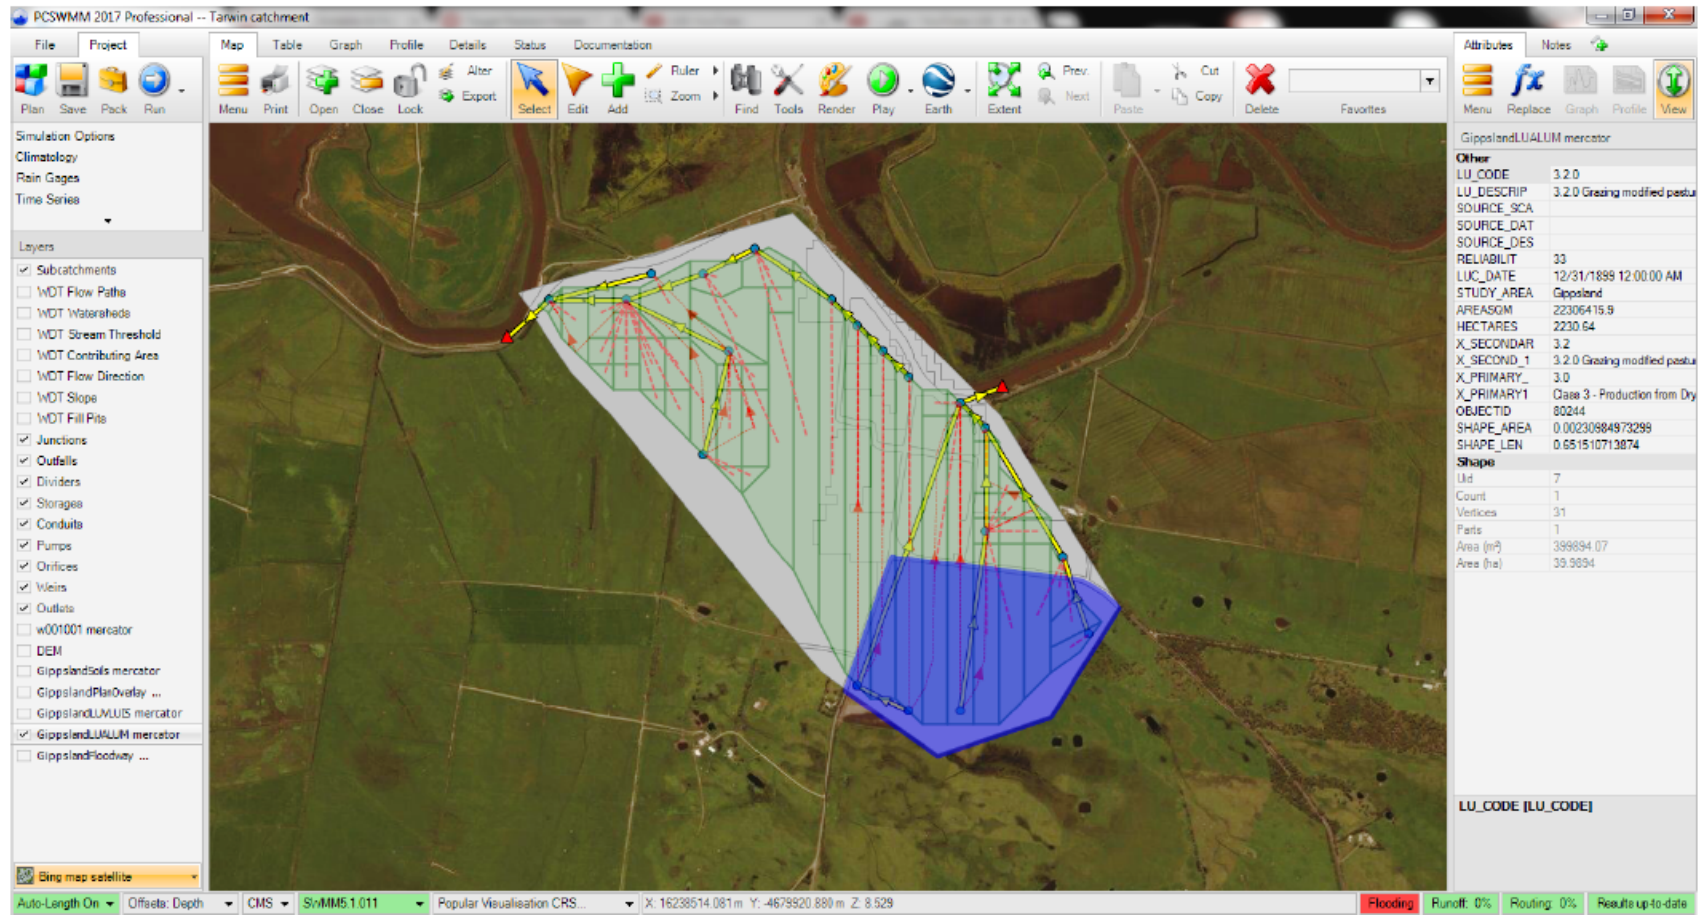 PCSWMM 2017 Professional -- Tarwin catchment
File Project Map Table Graph Profile Details Status Documentation Attributes Notes
Plan Save Pack Run
Menu Print Open Close Lock
Alter
Export
Select Edit Add
Ruler
Zoom
Find Tools Render Play Earth Extent
Prev.
Next
Paste
Cut
Copy
Delete Favorites
Menu Replace Graph Profile View
Simulation Options
Climatology
Rain Gages
Time Series
Layers
Subcatchments
WDT Flow Paths
WDT Watersheds
WDT Stream Threshold
WDT Contributing Area
WDT Flow Direction
WDT Slope
WDT Fill Pits
Junctions
Outfalls
Dividers
Storages
Conduits
Pumps
Orifices
Weirs
Outlets
w001001 mercator
DEM
GippslandSoils mercator
GippslandPlanOverlay ...
GippslandLUVLUIS mercator
GippslandLUALUM mercator
GippslandFloodway ...
Bing map satellite
GippslandLUALUM mercator
Other
LU_CODE 3.2.0
LU_DESCRIP 3.2.0 Grazing modified pastu
SOURCE_SCA
SOURCE_DAT
SOURCE_DES
RELIABILIT 33
LUC_DATE 12/31/1899 12:00:00 AM
STUDY_AREA Gippsland
AREASQM 22306415.9
HECTARES 2230.64
X_SECONDAR 3.2
X_SECOND_1 3.2.0 Grazing modified pastu
X_PRIMARY_ 3.0
X_PRIMARY1 Class 3 - Production from Dry
OBJECTID 80244
SHAPE_AREA 0.00230984973299
SHAPE_LEN 0.651510713874
Shape
Uid 7
Count 1
Vertices 31
Parts 1
Area (m²) 399894.07
Area (ha) 39.9894
LU_CODE [LU_CODE]
Auto-Length On Offsets: Depth CMS SWMM5.1.011 Popular Visualisation CRS... X: 16238514.081 m Y: -4679920.880 m Z: 8.529 Flooding Runoff: 0% Routing: 0% Results up-to-date